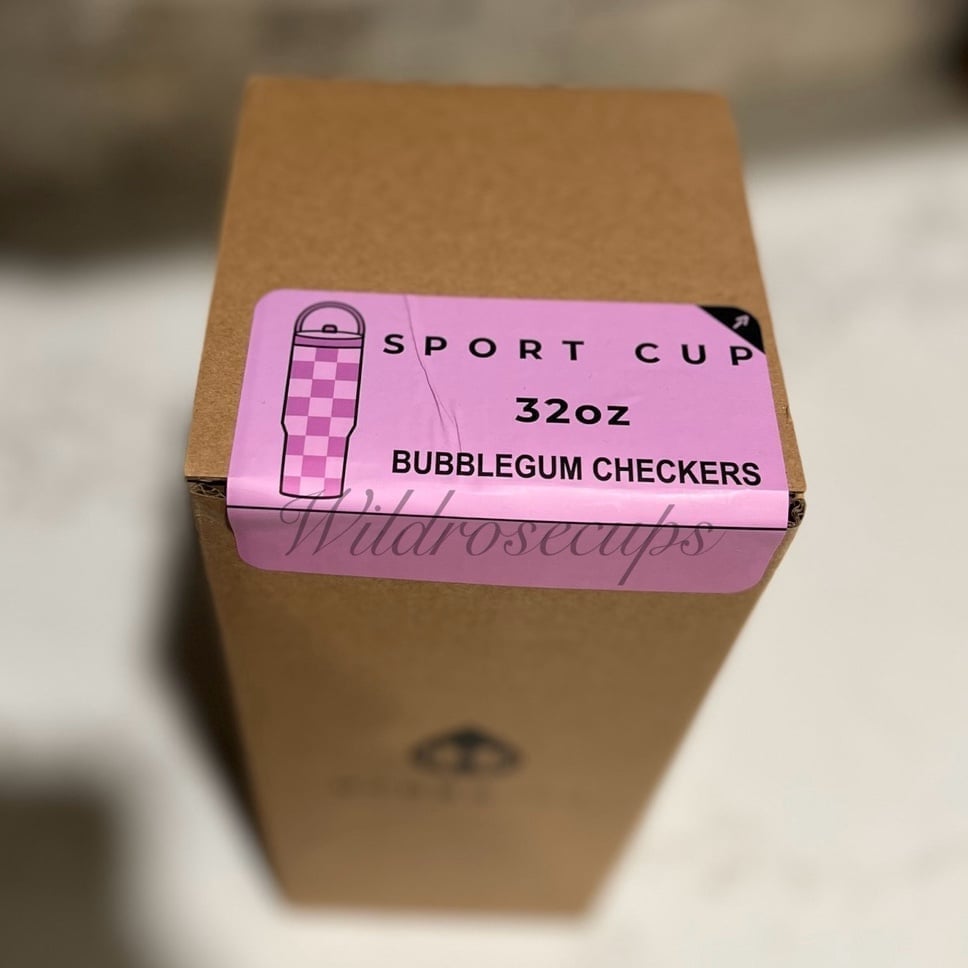 SPORT CUP
32oz
BUBBLEGUM CHECKERS
Wildrosecups